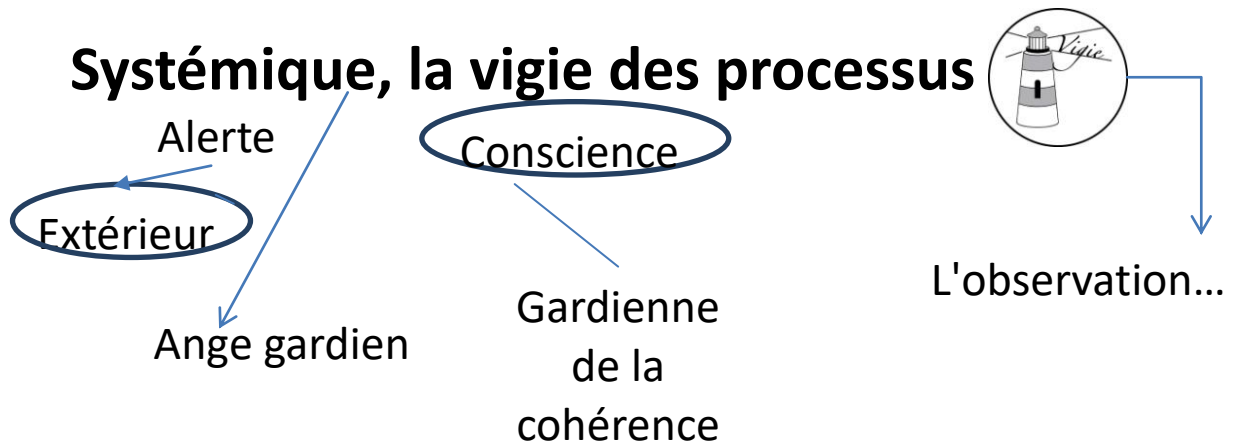 Systémique, la vigie des processus
Vigie
Alerte
Conscience
Extérieur
L'observation...
Gardienne
de la
cohérence
Ange gardien